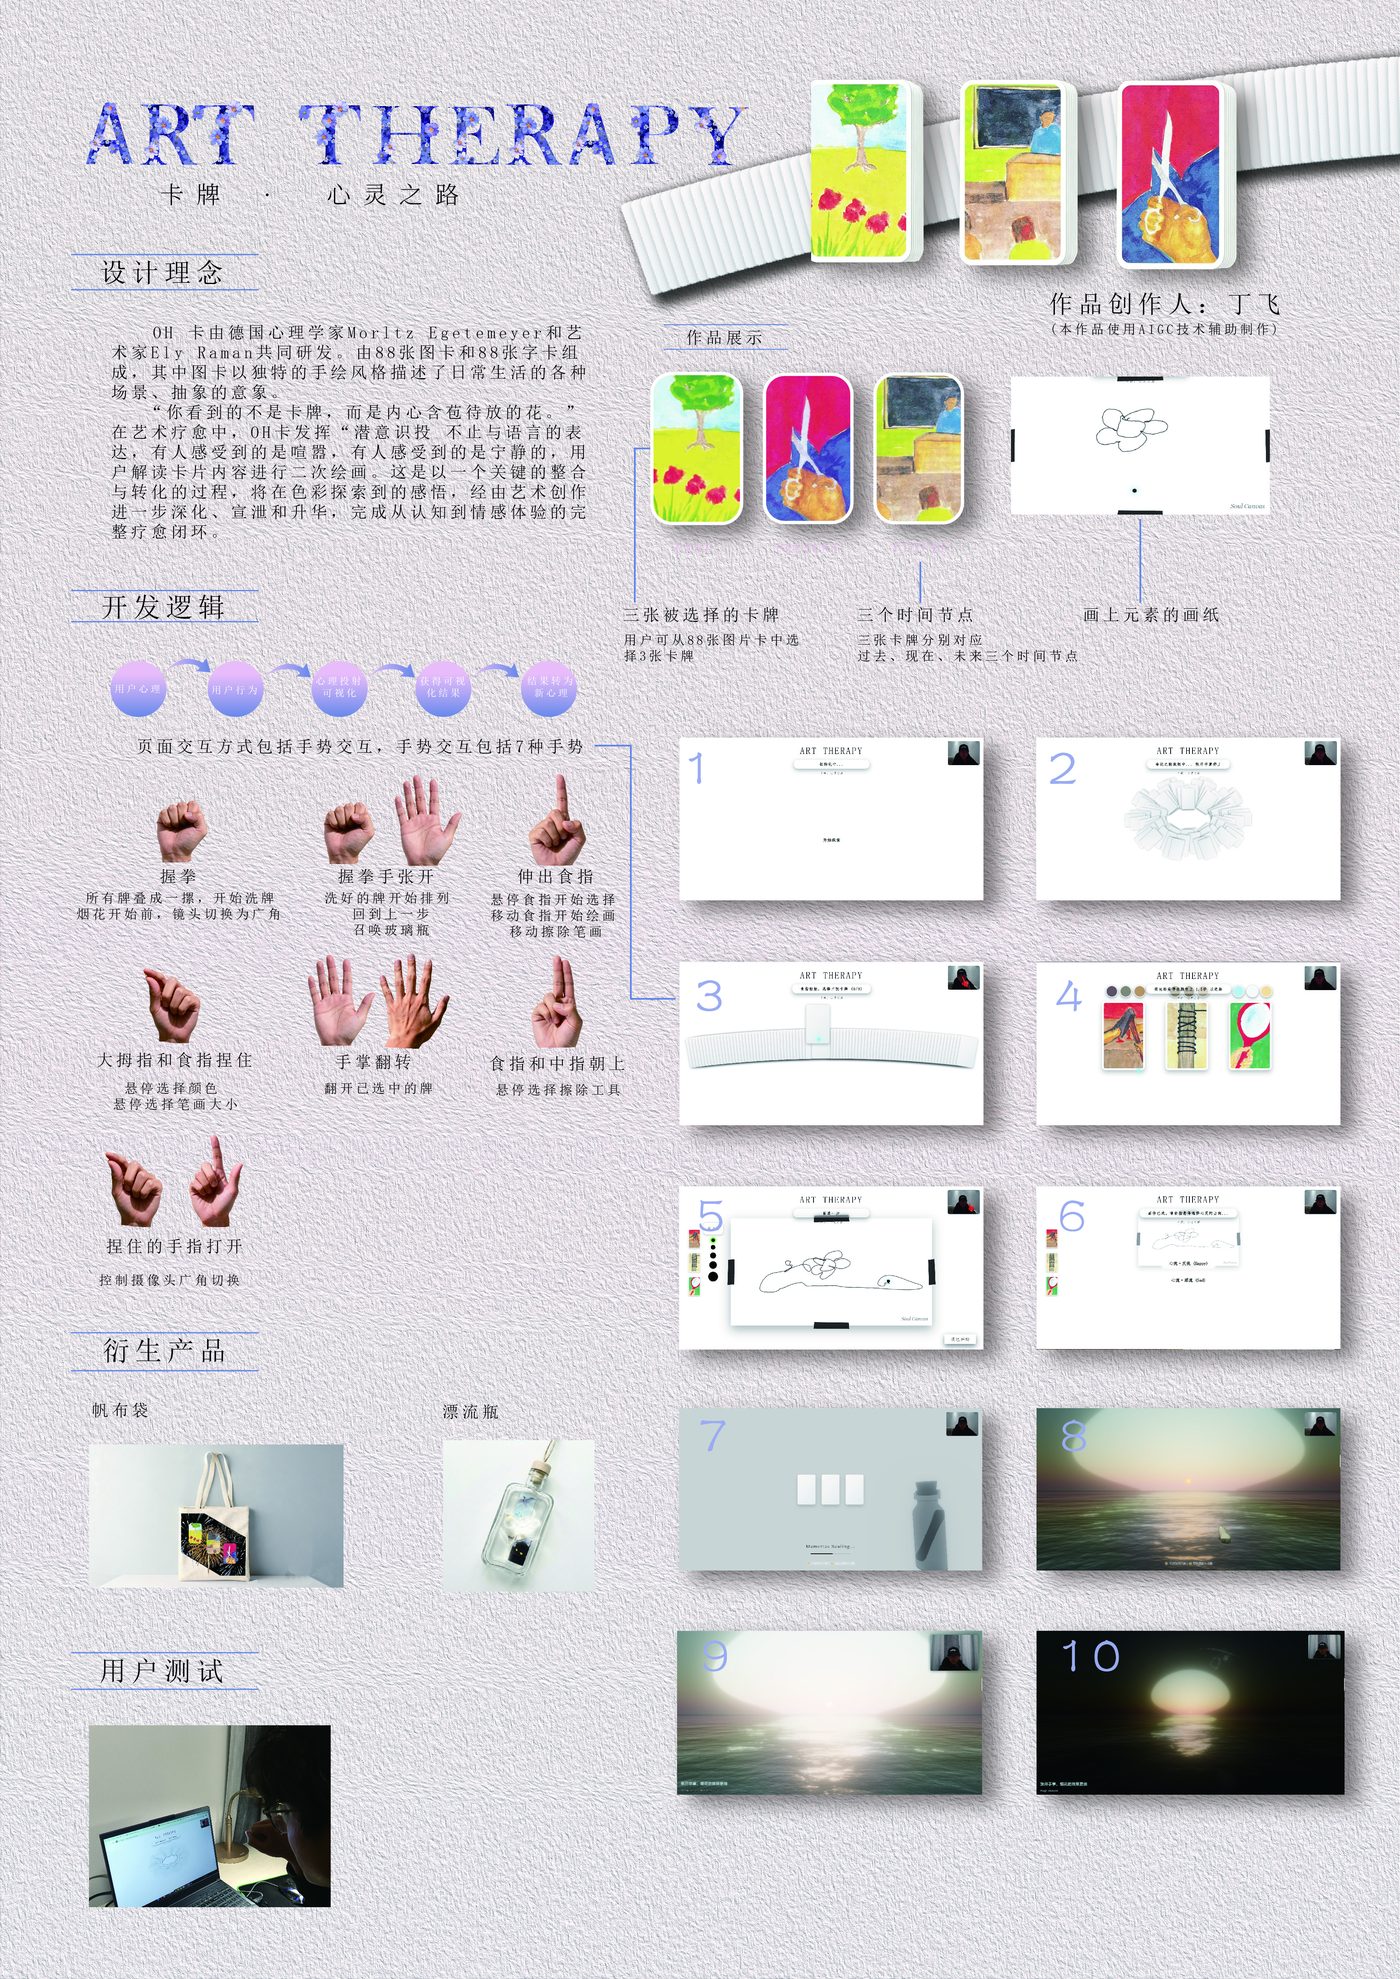 ART THERAPY
卡牌 · 心灵之路
设计理念
OH 卡由德国心理学家Morltz Egetemeyer和艺
术家Ely Raman共同研发。由88张图卡和88张字卡组
成，其中图卡以独特的手绘风格描述了日常生活的各种
场景、抽象的意象。
“你看到的不是卡牌，而是内心含苞待放的花。”
在艺术疗愈中，OH卡发挥“潜意识投 不止与语言的表
达，有人感受到的是喧嚣，有人感受到的是宁静的，用
户解读卡片内容进行二次绘画。这是以一个关键的整合
与转化的过程，将在色彩探索到的感悟，经由艺术创作
进一步深化、宣泄和升华，完成从认知到情感体验的完
整疗愈闭环。
作品创作人：丁飞
(本作品使用AIGC技术辅助制作)
作品展示
Soul Canvas
三张被选择的卡牌
用户可从88张图片卡中选
择3张卡牌
三个时间节点
三张卡牌分别对应
过去、现在、未来三个时间节点
画上元素的画纸
开发逻辑
用户心理
用户行为
心理投射
可视化
获得可视
化结果
结果转为
新心理
页面交互方式包括手势交互，手势交互包括7种手势
握拳
所有牌叠成一摞，开始洗牌
烟花开始前，镜头切换为广角
握拳手张开
洗好的牌开始排列
回到上一步
召唤玻璃瓶
伸出食指
悬停食指开始选择
移动食指开始绘画
移动擦除笔画
大拇指和食指捏住
悬停选择颜色
悬停选择笔画大小
手掌翻转
翻开已选中的牌
食指和中指朝上
悬停选择擦除工具
捏住的手指打开
控制摄像头广角切换
1
ART THERAPY
2
ART THERAPY
3
ART THERAPY
4
ART THERAPY
5
ART THERAPY
Soul Canvas
6
ART THERAPY
7
Memories Sealing...
8
9
10
衍生产品
帆布袋
漂流瓶
用户测试